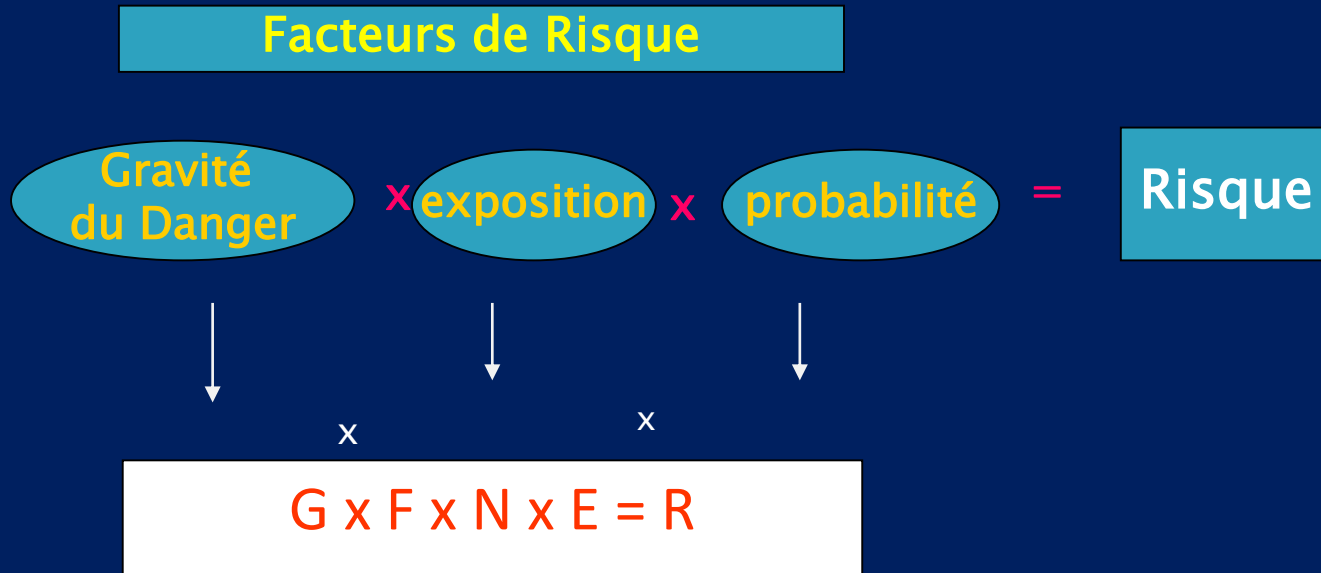 Facteurs de Risque
Gravité
du Danger
x
exposition
x
probabilité
=
Risque
x
x
G x F x N x E = R